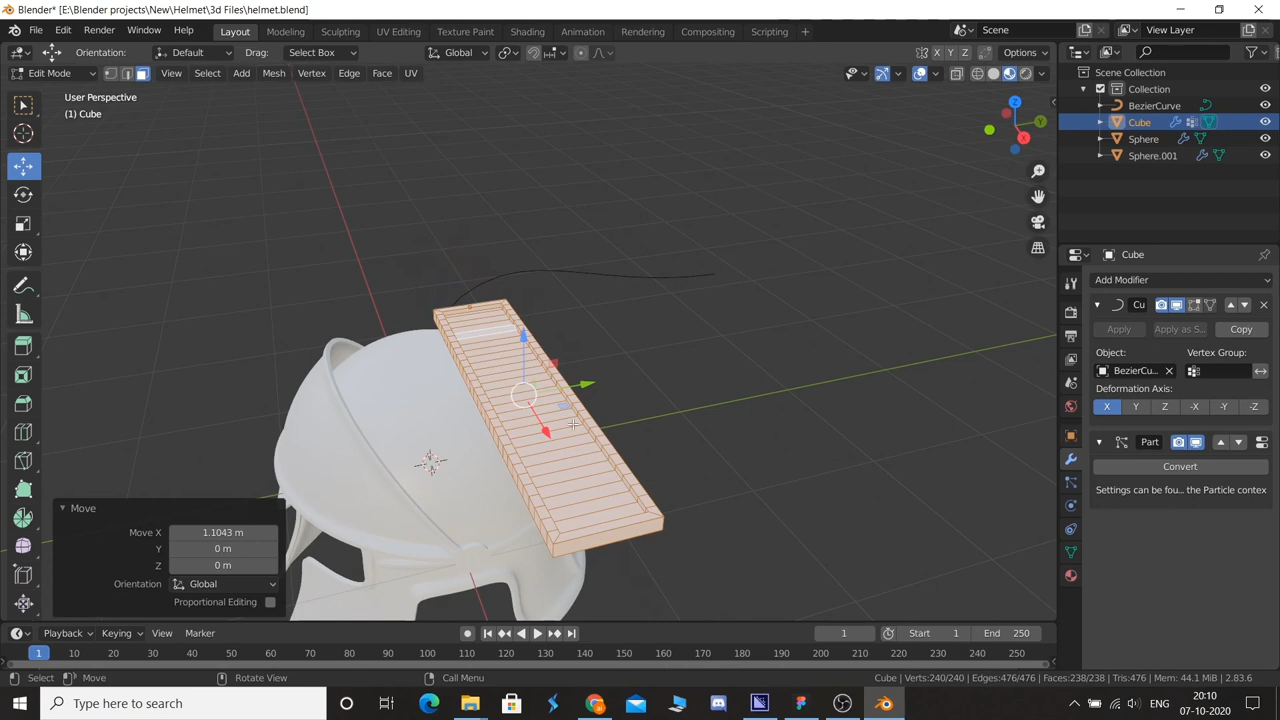 Blender* [E:\Blender projects\New\Helmet\3d Files\helmet.blend]
File Edit Render Window Help Layout Modeling Sculpting UV Editing Texture Paint Shading Animation Rendering Compositing Scripting + Scene View Layer
Orientation: Default Drag: Select Box Global X Y Z Options
Edit Mode View Select Add Mesh Vertex Edge Face UV
User Perspective
(1) Cube
Z
Y
X
Scene Collection
Collection
BezierCurve
Cube
Sphere
Sphere.001
Cube
Add Modifier
Cu
Apply Apply as S... Copy
Object: Vertex Group:
BezierCu...
Deformation Axis:
X Y Z -X -Y -Z
Part
Convert
Settings can be fou... the Particle context
Move
Move X 1.1043 m
Y 0 m
Z 0 m
Orientation Global
Proportional Editing
Playback Keying View Marker 1 Start 1 End 250
1 10 20 30 40 50 60 70 80 90 100 110 120 130 140 150 160 170 180 190 200 210 220 230 240 250
Select Move Rotate View Call Menu Cube | Verts:240/240 | Edges:476/476 | Faces:238/238 | Tris:476 | Mem: 44.1 MiB | 2.83.6
Type here to search
20:10
07-10-2020